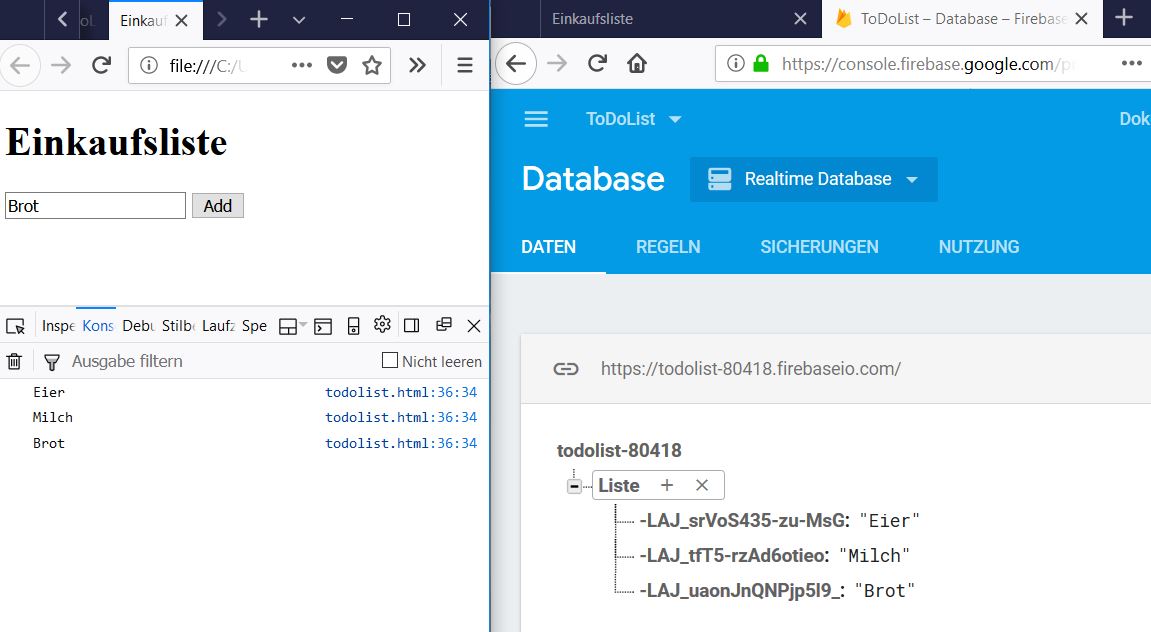 Einkauf
file:///C:/U
Einkaufsliste
Brot
Add
Inspe Kons Debu Stilb Laufz Spe
Ausgabe filtern
Nicht leeren
Eier todolist.html:36:34
Milch todolist.html:36:34
Brot todolist.html:36:34
Einkaufsliste
ToDoList – Database – Firebase
https://console.firebase.google.com/p
ToDoList
Dok
Database
Realtime Database
DATEN REGELN SICHERUNGEN NUTZUNG
https://todolist-80418.firebaseio.com/
todolist-80418
Liste
-LAJ_srVoS435-zu-MsG: "Eier"
-LAJ_tfT5-rzAd6otieo: "Milch"
-LAJ_uaonJnQNPjp5l9_: "Brot"